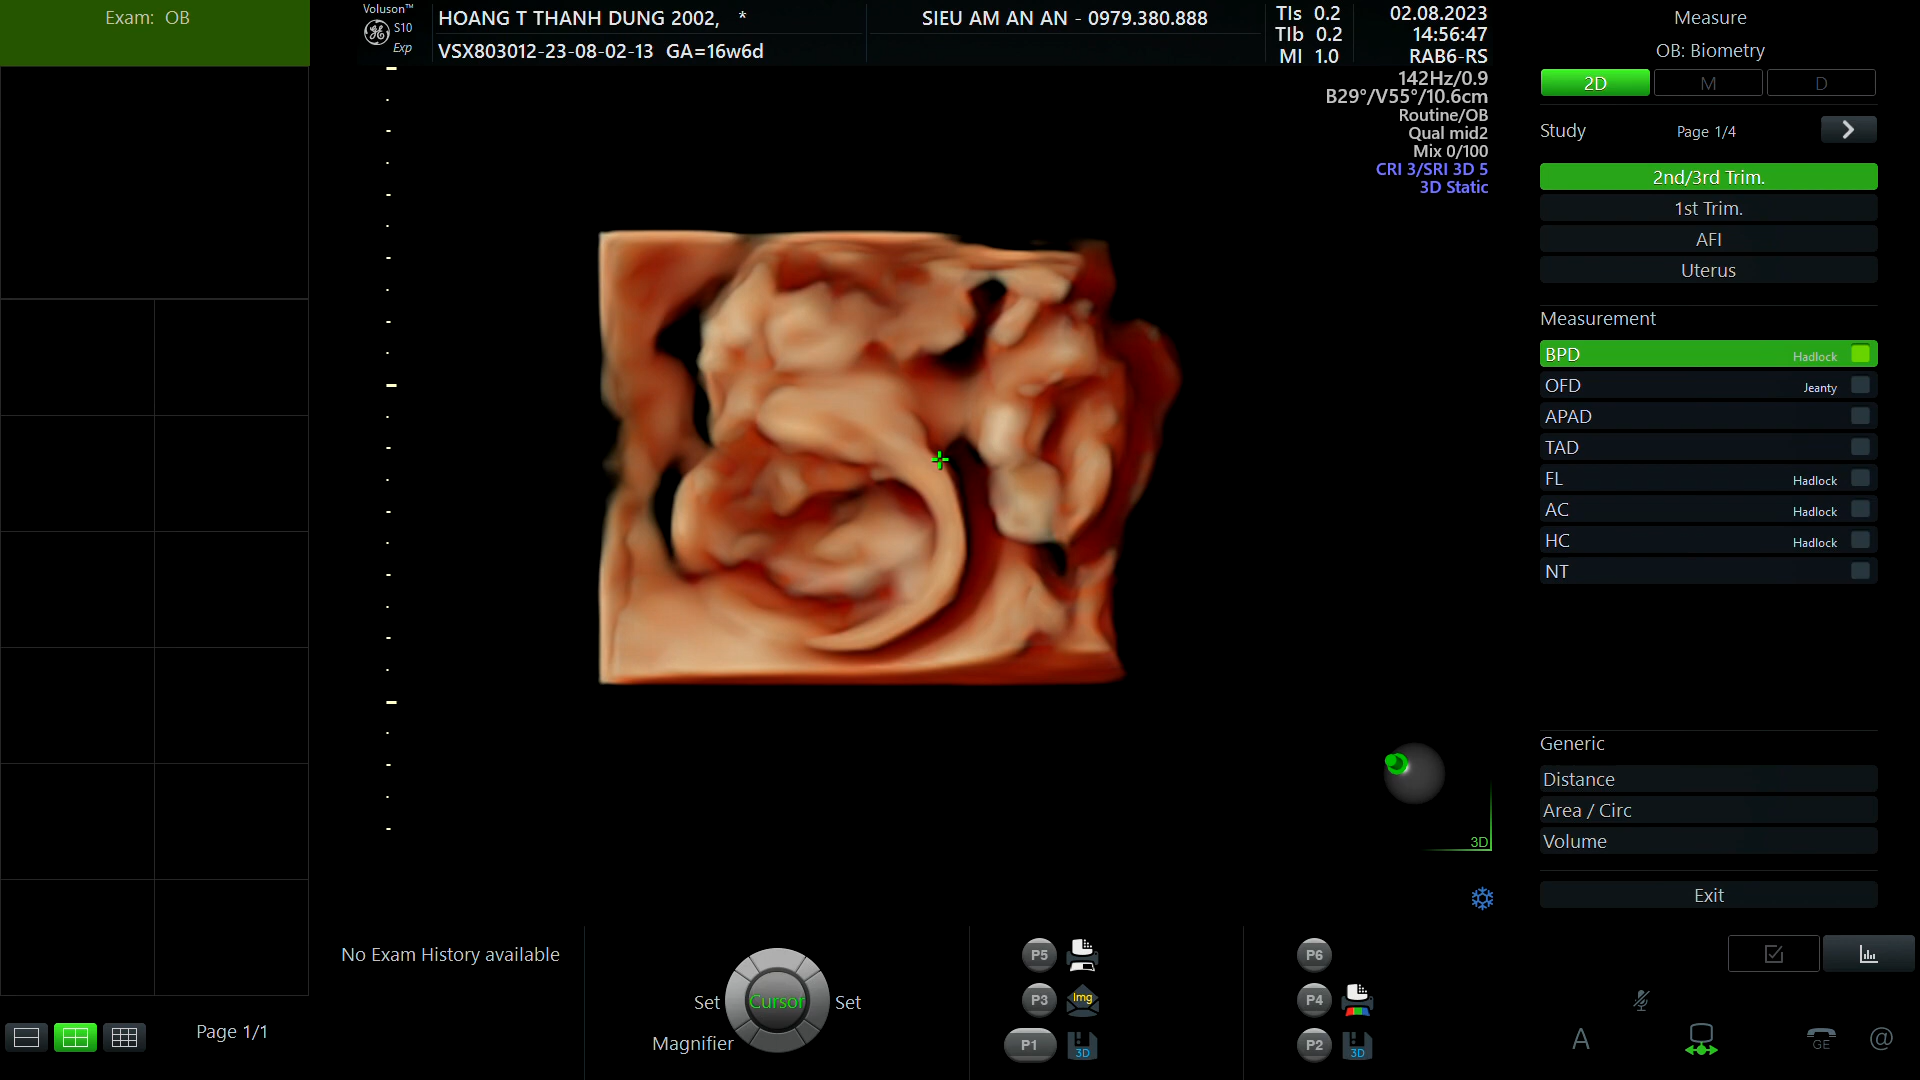 Exam: OB
Voluson™
S10
Exp
HOANG T THANH DUNG 2002, *
VSX803012-23-08-02-13 GA=16w6d
SIEU AM AN AN - 0979.380.888
TIs 0.2
TIb 0.2
MI 1.0
02.08.2023
14:56:47
RAB6-RS
142Hz/0.9
B29°/V55°/10.6cm
Routine/OB
Qual mid2
Mix 0/100
CRI 3/SRI 3D 5
3D Static
3D
Measure
OB: Biometry
2D M D
Study Page 1/4
2nd/3rd Trim.
1st Trim.
AFI
Uterus
Measurement
BPD Hadlock
OFD Jeanty
APAD
TAD
FL Hadlock
AC Hadlock
HC Hadlock
NT
Generic
Distance
Area / Circ
Volume
Exit
No Exam History available
Set Cursor Set
Magnifier
P5
P3 Img
P1 3D
P6
P4
P2 3D
A GE @
Page 1/1